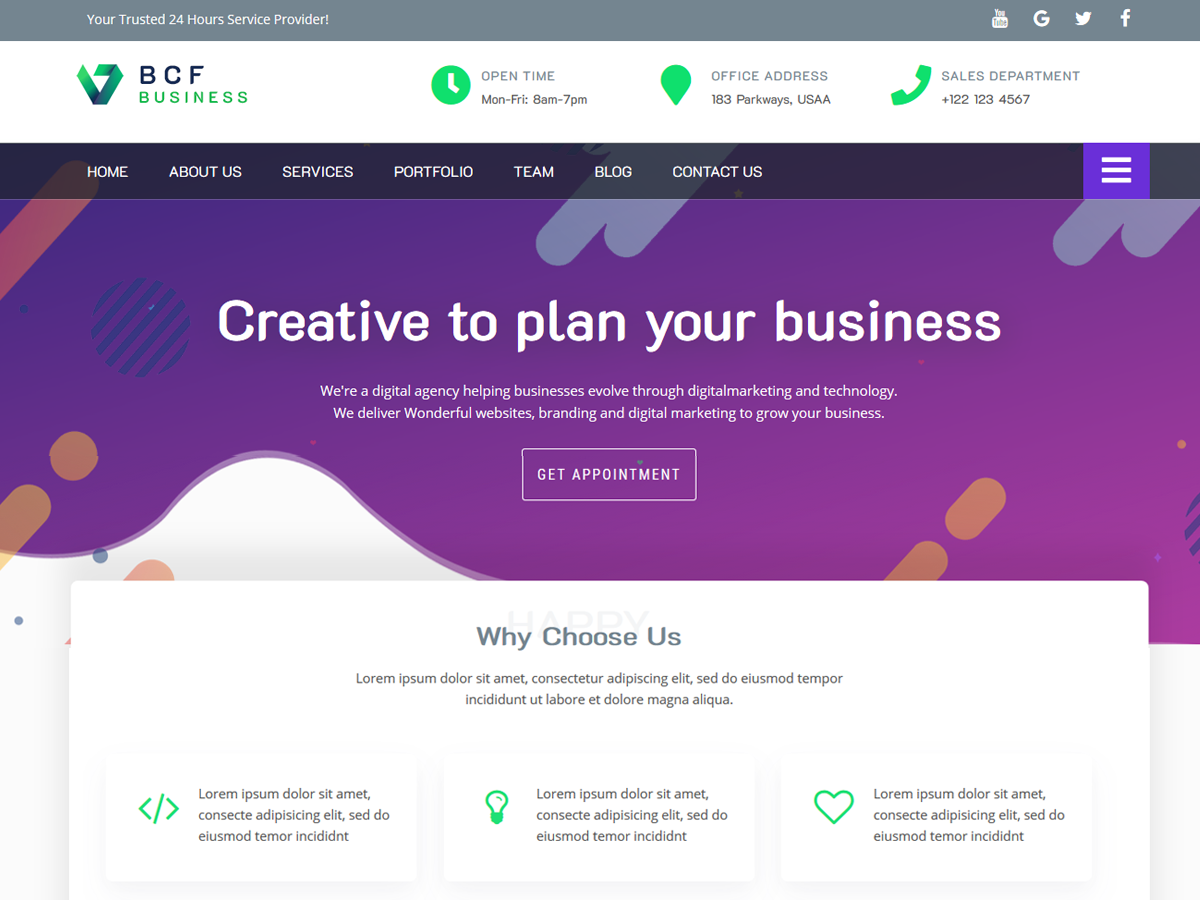 Your Trusted 24 Hours Service Provider!
You
Tube
BCF
BUSINESS
OPEN TIME
Mon-Fri: 8am-7pm
OFFICE ADDRESS
183 Parkways, USAA
SALES DEPARTMENT
+122 123 4567
HOME ABOUT US SERVICES PORTFOLIO TEAM BLOG CONTACT US
Creative to plan your business
We're a digital agency helping businesses evolve through digitalmarketing and technology.
We deliver Wonderful websites, branding and digital marketing to grow your business.
GET APPOINTMENT
HAPPY
Why Choose Us
Lorem ipsum dolor sit amet, consectetur adipiscing elit, sed do eiusmod tempor
incididunt ut labore et dolore magna aliqua.
Lorem ipsum dolor sit amet,
consecte adipisicing elit, sed do
eiusmod temor incididnt
Lorem ipsum dolor sit amet,
consecte adipisicing elit, sed do
eiusmod temor incididnt
Lorem ipsum dolor sit amet,
consecte adipisicing elit, sed do
eiusmod temor incididnt